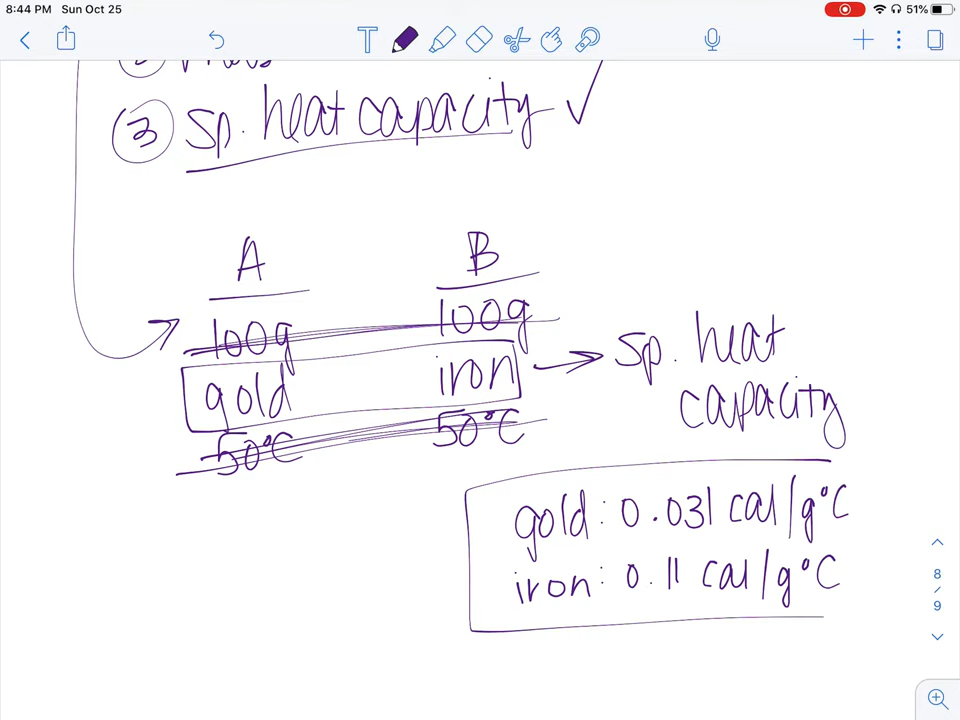 8:44 PM Sun Oct 25
51%
T
③ Sp. heat capacity ✓
A B
100g 100g
gold iron → sp. heat capacity
50°C 50°C
gold: 0.031 cal/g°C
iron: 0.11 cal/g°C
8
/
9